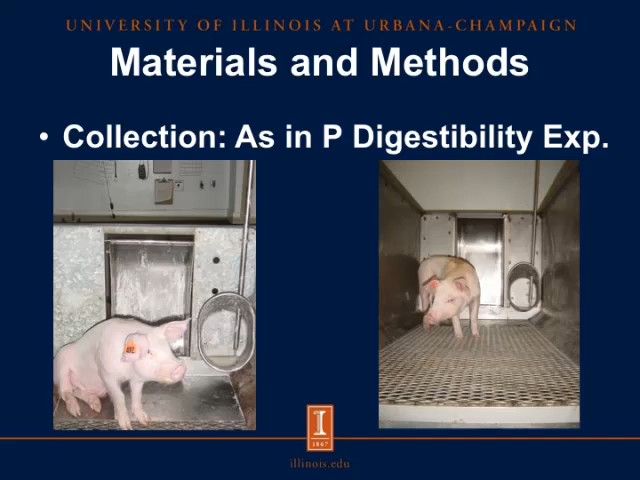 UNIVERSITY OF ILLINOIS AT URBANA-CHAMPAIGN
Materials and Methods
• Collection: As in P Digestibility Exp.
I
1867
illinois.edu